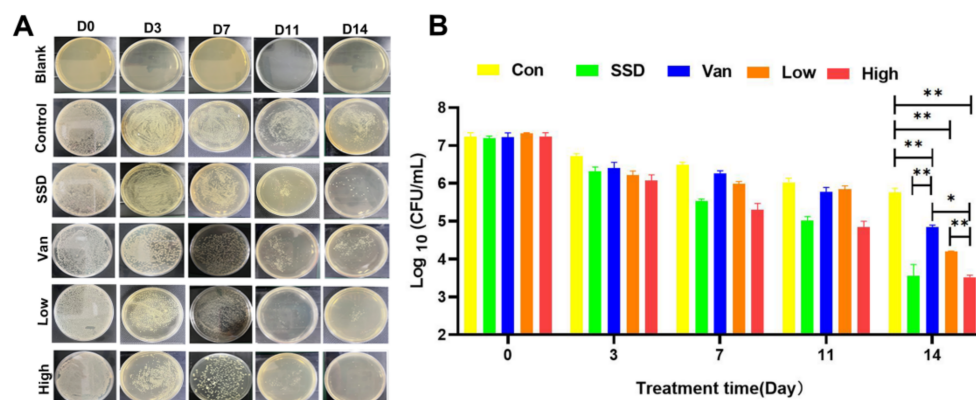 A
D0 D3 D7 D11 D14
Blank
Control
SSD
Van
Low
High
B
Con SSD Van Low High
Log 10 (CFU/mL)
8
7
6
5
4
3
2
0 3 7 11 14
Treatment time(Day)
** 
**
**
**
*
**